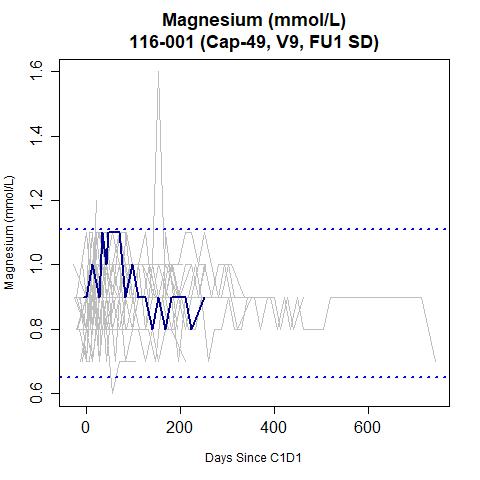 Magnesium (mmol/L)
116-001 (Cap-49, V9, FU1 SD)
Magnesium (mmol/L)
1.6
1.4
1.2
1.0
0.8
0.6
0 200 400 600
Days Since C1D1